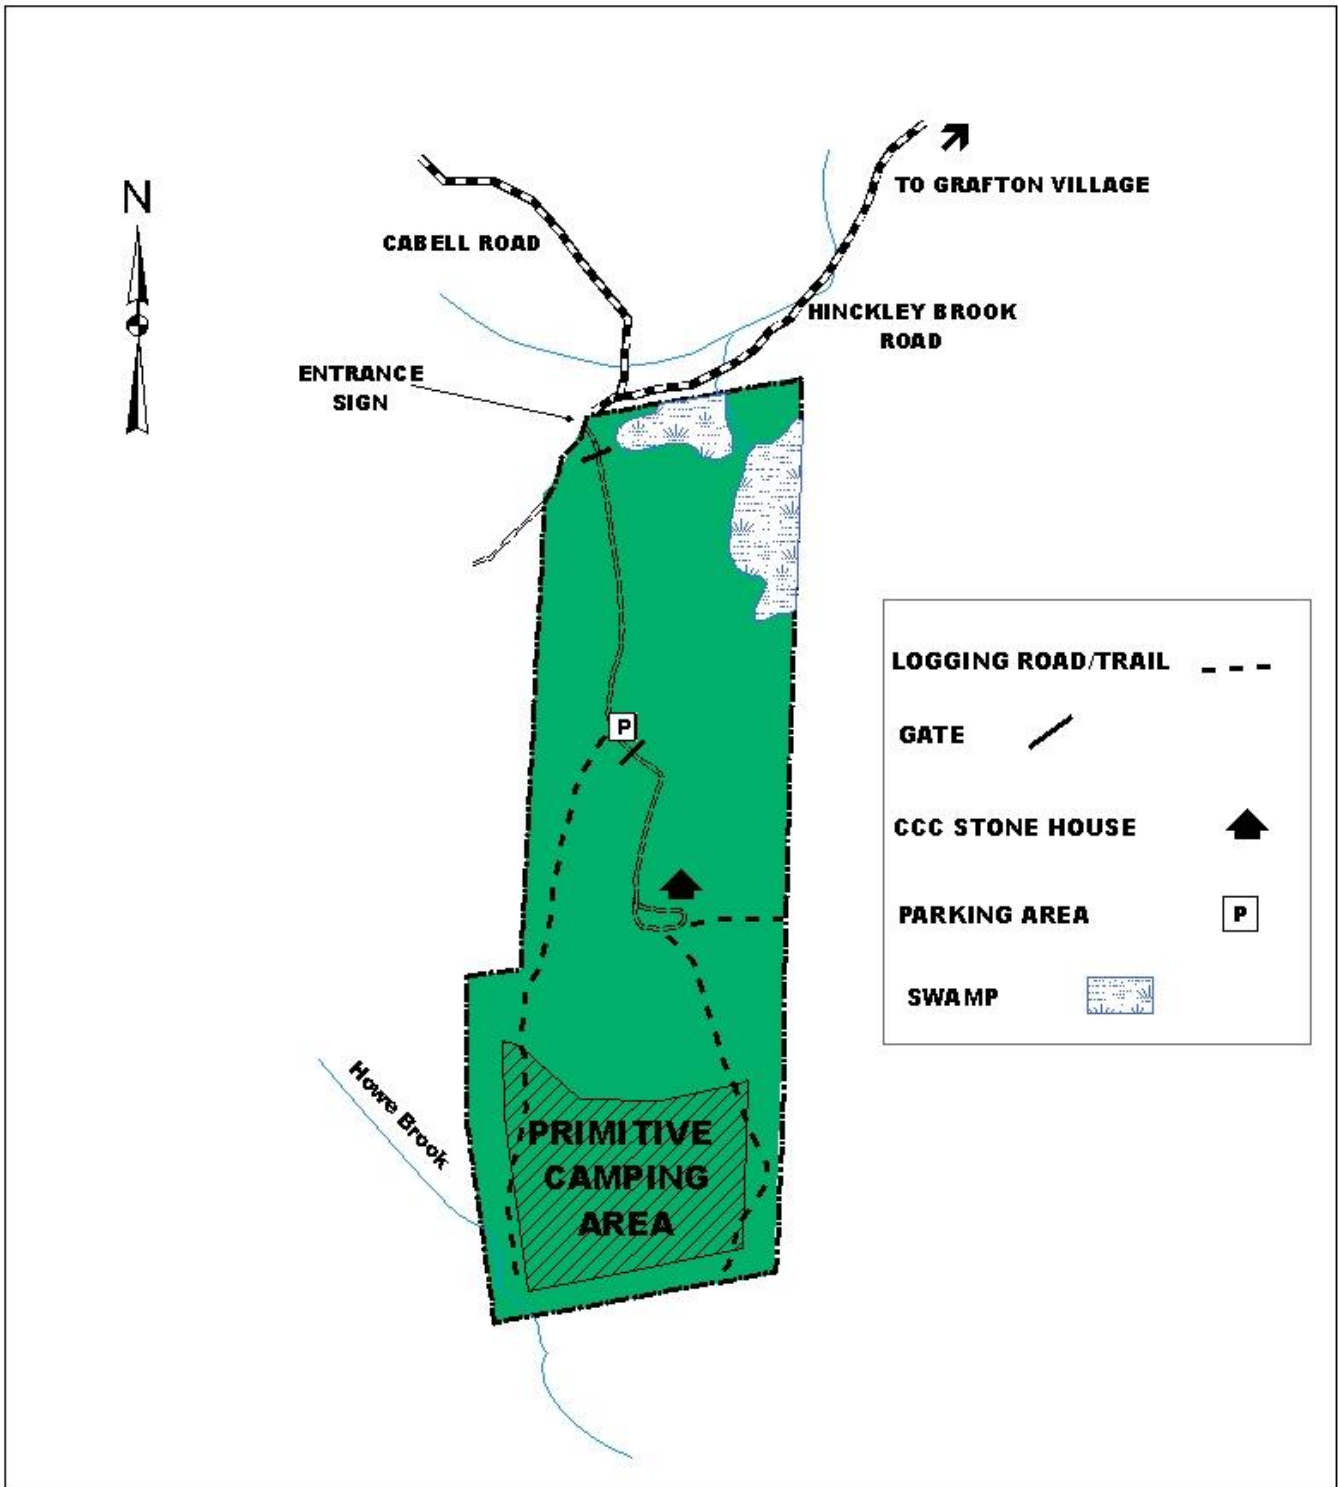 N
TO GRAFTON VILLAGE
CABELL ROAD
HINCKLEY BROOK
ROAD
ENTRANCE
SIGN
P
LOGGING ROAD/TRAIL
GATE
CCC STONE HOUSE
PARKING AREA
P
SWAMP
Howe Brook
PRIMITIVE
CAMPING
AREA